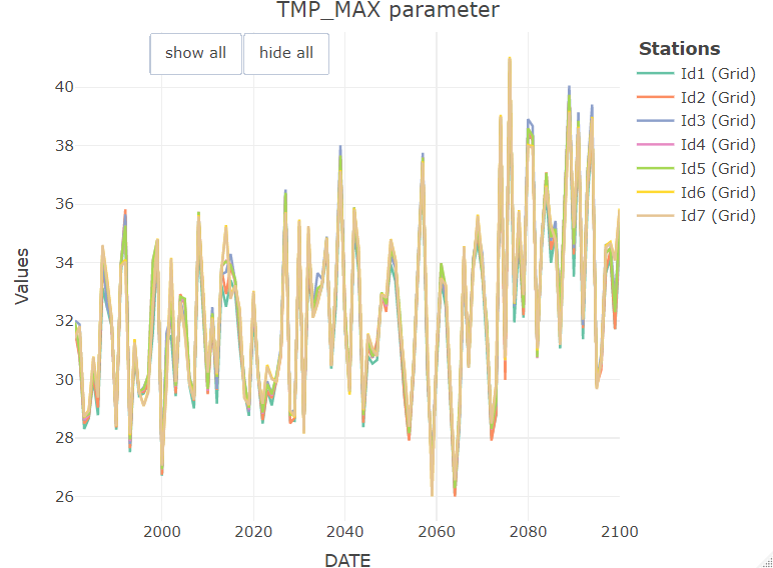 TMP_MAX parameter
show all
hide all
Stations
Id1 (Grid)
Id2 (Grid)
Id3 (Grid)
Id4 (Grid)
Id5 (Grid)
Id6 (Grid)
Id7 (Grid)
Values
40
38
36
34
32
30
28
26
2000 2020 2040 2060 2080 2100
DATE